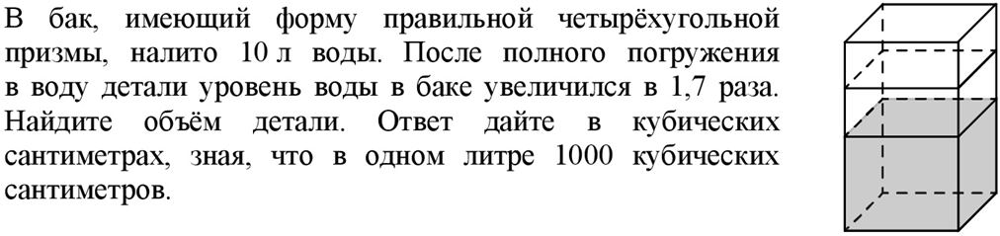 В бак, имеющий форму правильной четырёхугольной
призмы, налито 10 л воды. После полного погружения
в воду детали уровень воды в баке увеличился в 1,7 раза.
Найдите объём детали. Ответ дайте в кубических
сантиметрах, зная, что в одном литре 1000 кубических
сантиметров.